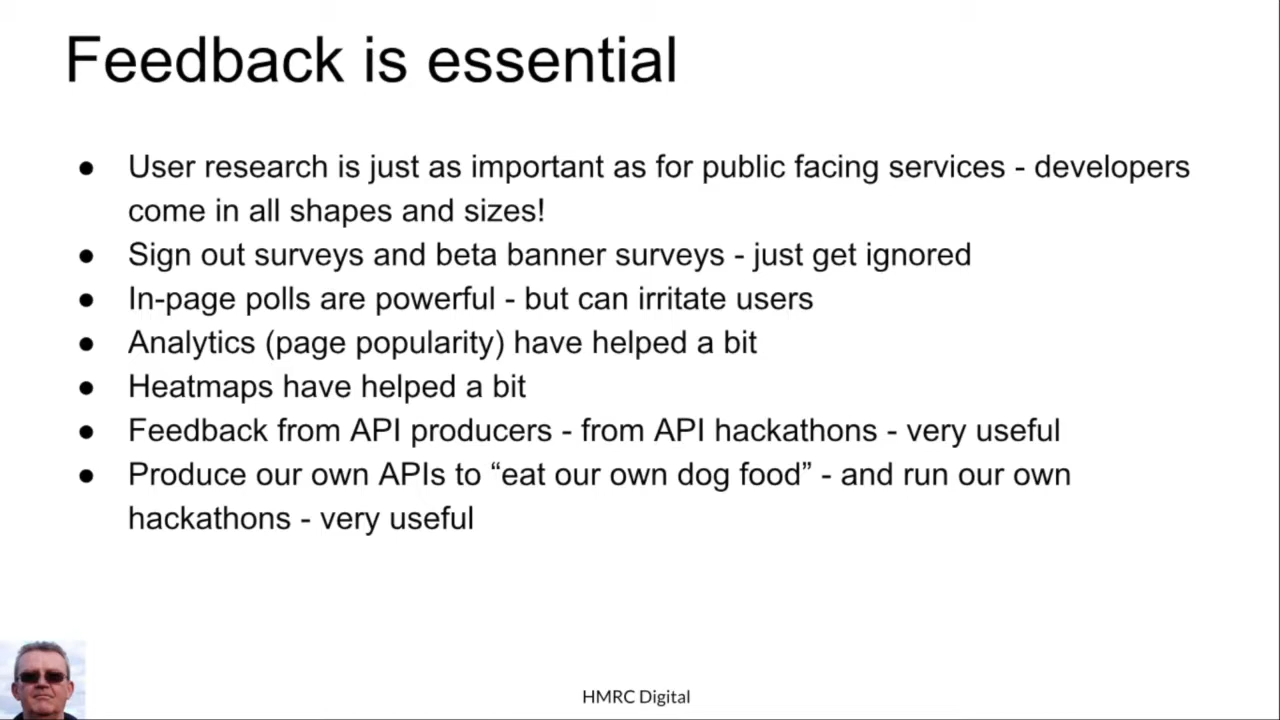 Feedback is essential
● User research is just as important as for public facing services - developers
come in all shapes and sizes!
● Sign out surveys and beta banner surveys - just get ignored
● In-page polls are powerful - but can irritate users
● Analytics (page popularity) have helped a bit
● Heatmaps have helped a bit
● Feedback from API producers - from API hackathons - very useful
● Produce our own APIs to “eat our own dog food” - and run our own
hackathons - very useful
HMRC Digital